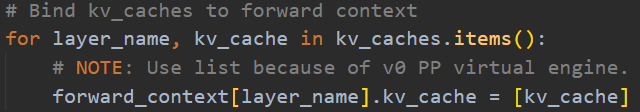 # Bind kv_caches to forward context
for layer_name, kv_cache in kv_caches.items():
    # NOTE: Use list because of v0 PP virtual engine.
    forward_context[layer_name].kv_cache = [kv_cache]